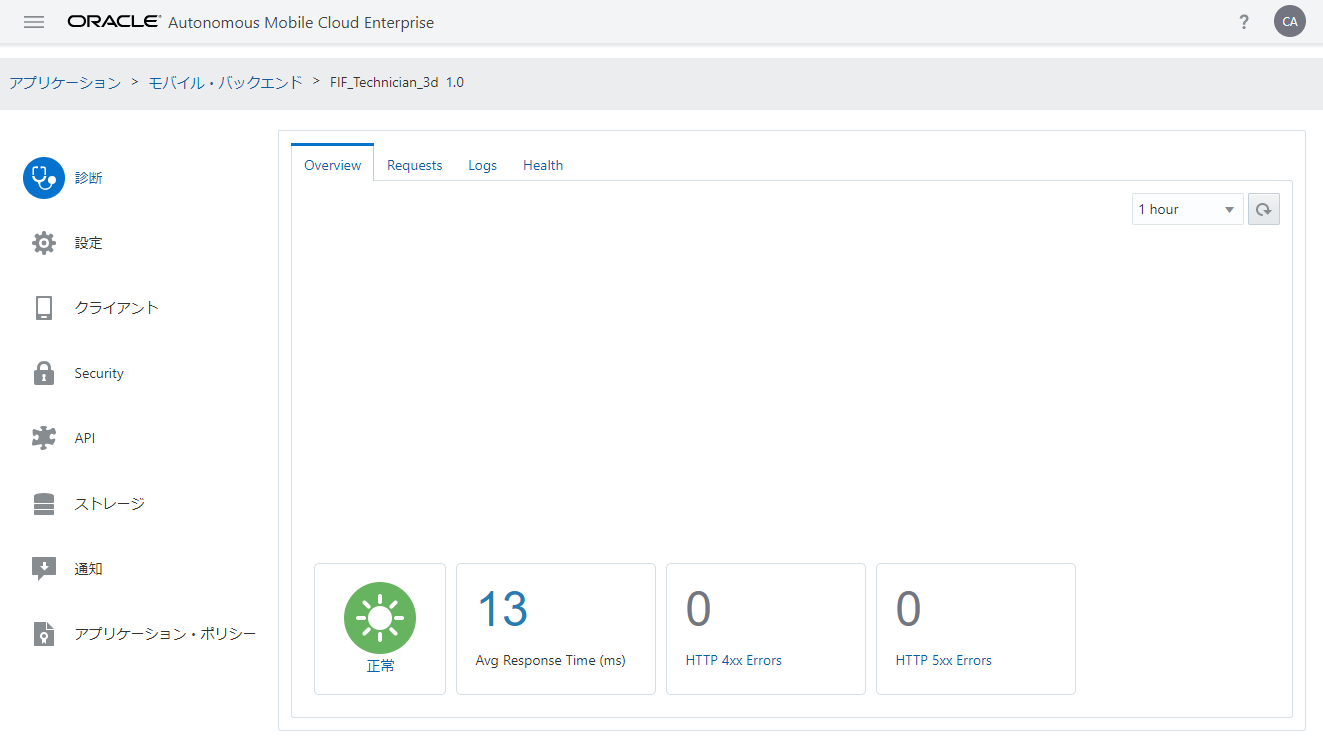 ORACLE® Autonomous Mobile Cloud Enterprise ? CA
アプリケーション > モバイル・バックエンド > FIF_Technician_3d 1.0
診断
設定
クライアント
Security
API
ストレージ
通知
アプリケーション・ポリシー
Overview Requests Logs Health
1 hour
正常
13
Avg Response Time (ms)
0
HTTP 4xx Errors
0
HTTP 5xx Errors